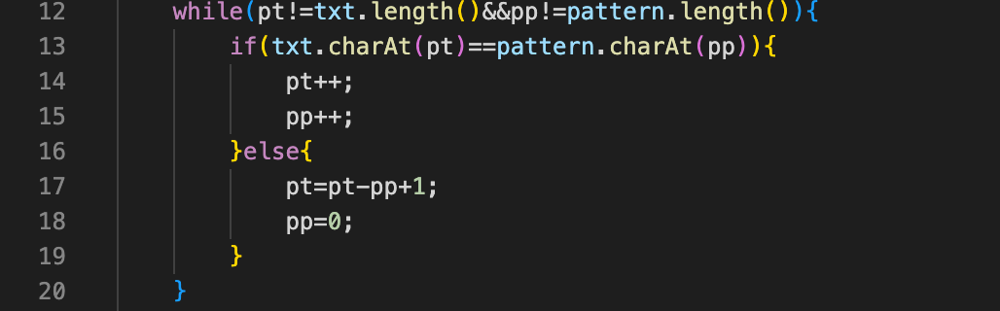 12 while(pt!=txt.length()&&pp!=pattern.length()){
13 if(txt.charAt(pt)==pattern.charAt(pp)){
14 pt++;
15 pp++;
16 }else{
17 pt=pt-pp+1;
18 pp=0;
19 }
20 }